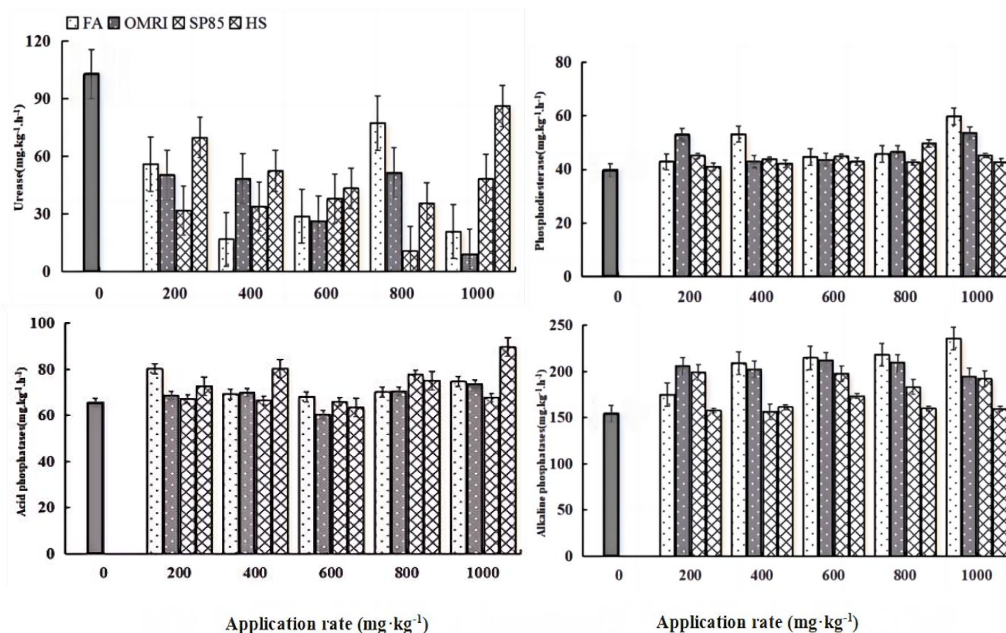 FA OMRI SP85 HS
120
90
60
30
0
Urense(mg.kg⁻¹.h⁻¹)
0 200 400 600 800 1000
80
60
40
20
0
Phosphodiesterase(mg.kg⁻¹.h⁻¹)
0 200 400 600 800 1000
100
80
60
40
20
0
Acid phosphatases(mg.kg⁻¹.h⁻¹)
0 200 400 600 800 1000
Application rate (mg·kg⁻¹)
250
200
150
100
50
0
Alkaline phosphatases(mg.kg⁻¹.h⁻¹)
0 200 400 600 800 1000
Application rate (mg·kg⁻¹)